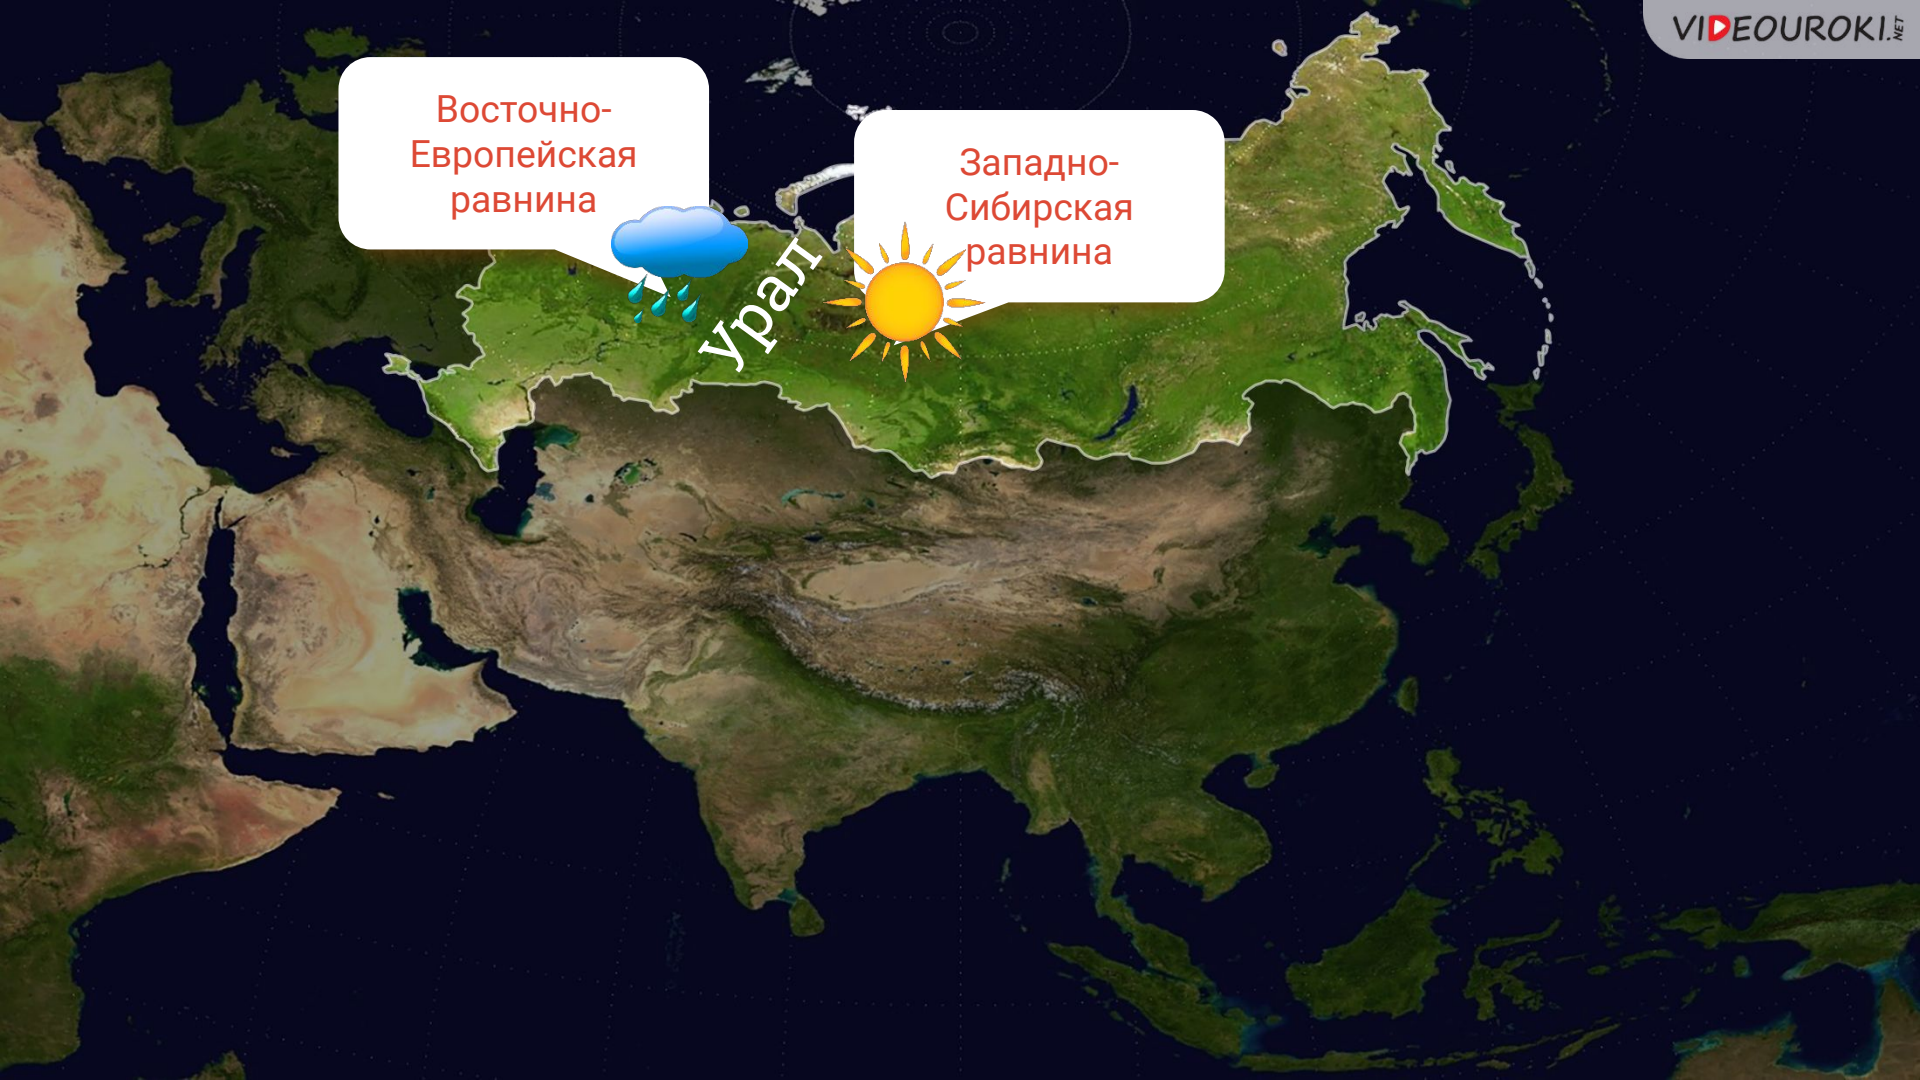 VIDEOUROKI.NET
Восточно-
Европейская
равнина
Западно-
Сибирская
равнина
Урал